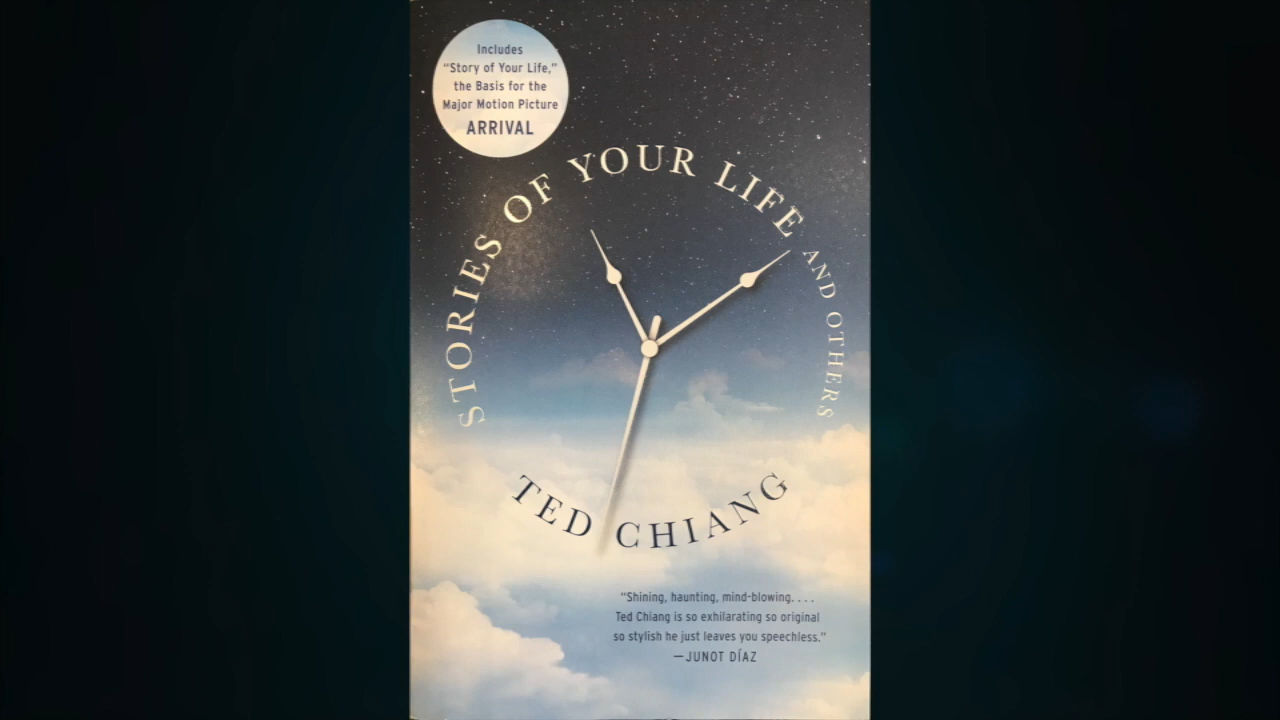 Includes
“Story of Your Life,”
the Basis for the
Major Motion Picture
ARRIVAL
STORIES OF YOUR LIFE AND OTHERS
TED CHIANG
“Shining, haunting, mind-blowing. . . .
Ted Chiang is so exhilarating so original
so stylish he just leaves you speechless.”
—JUNOT DÍAZ